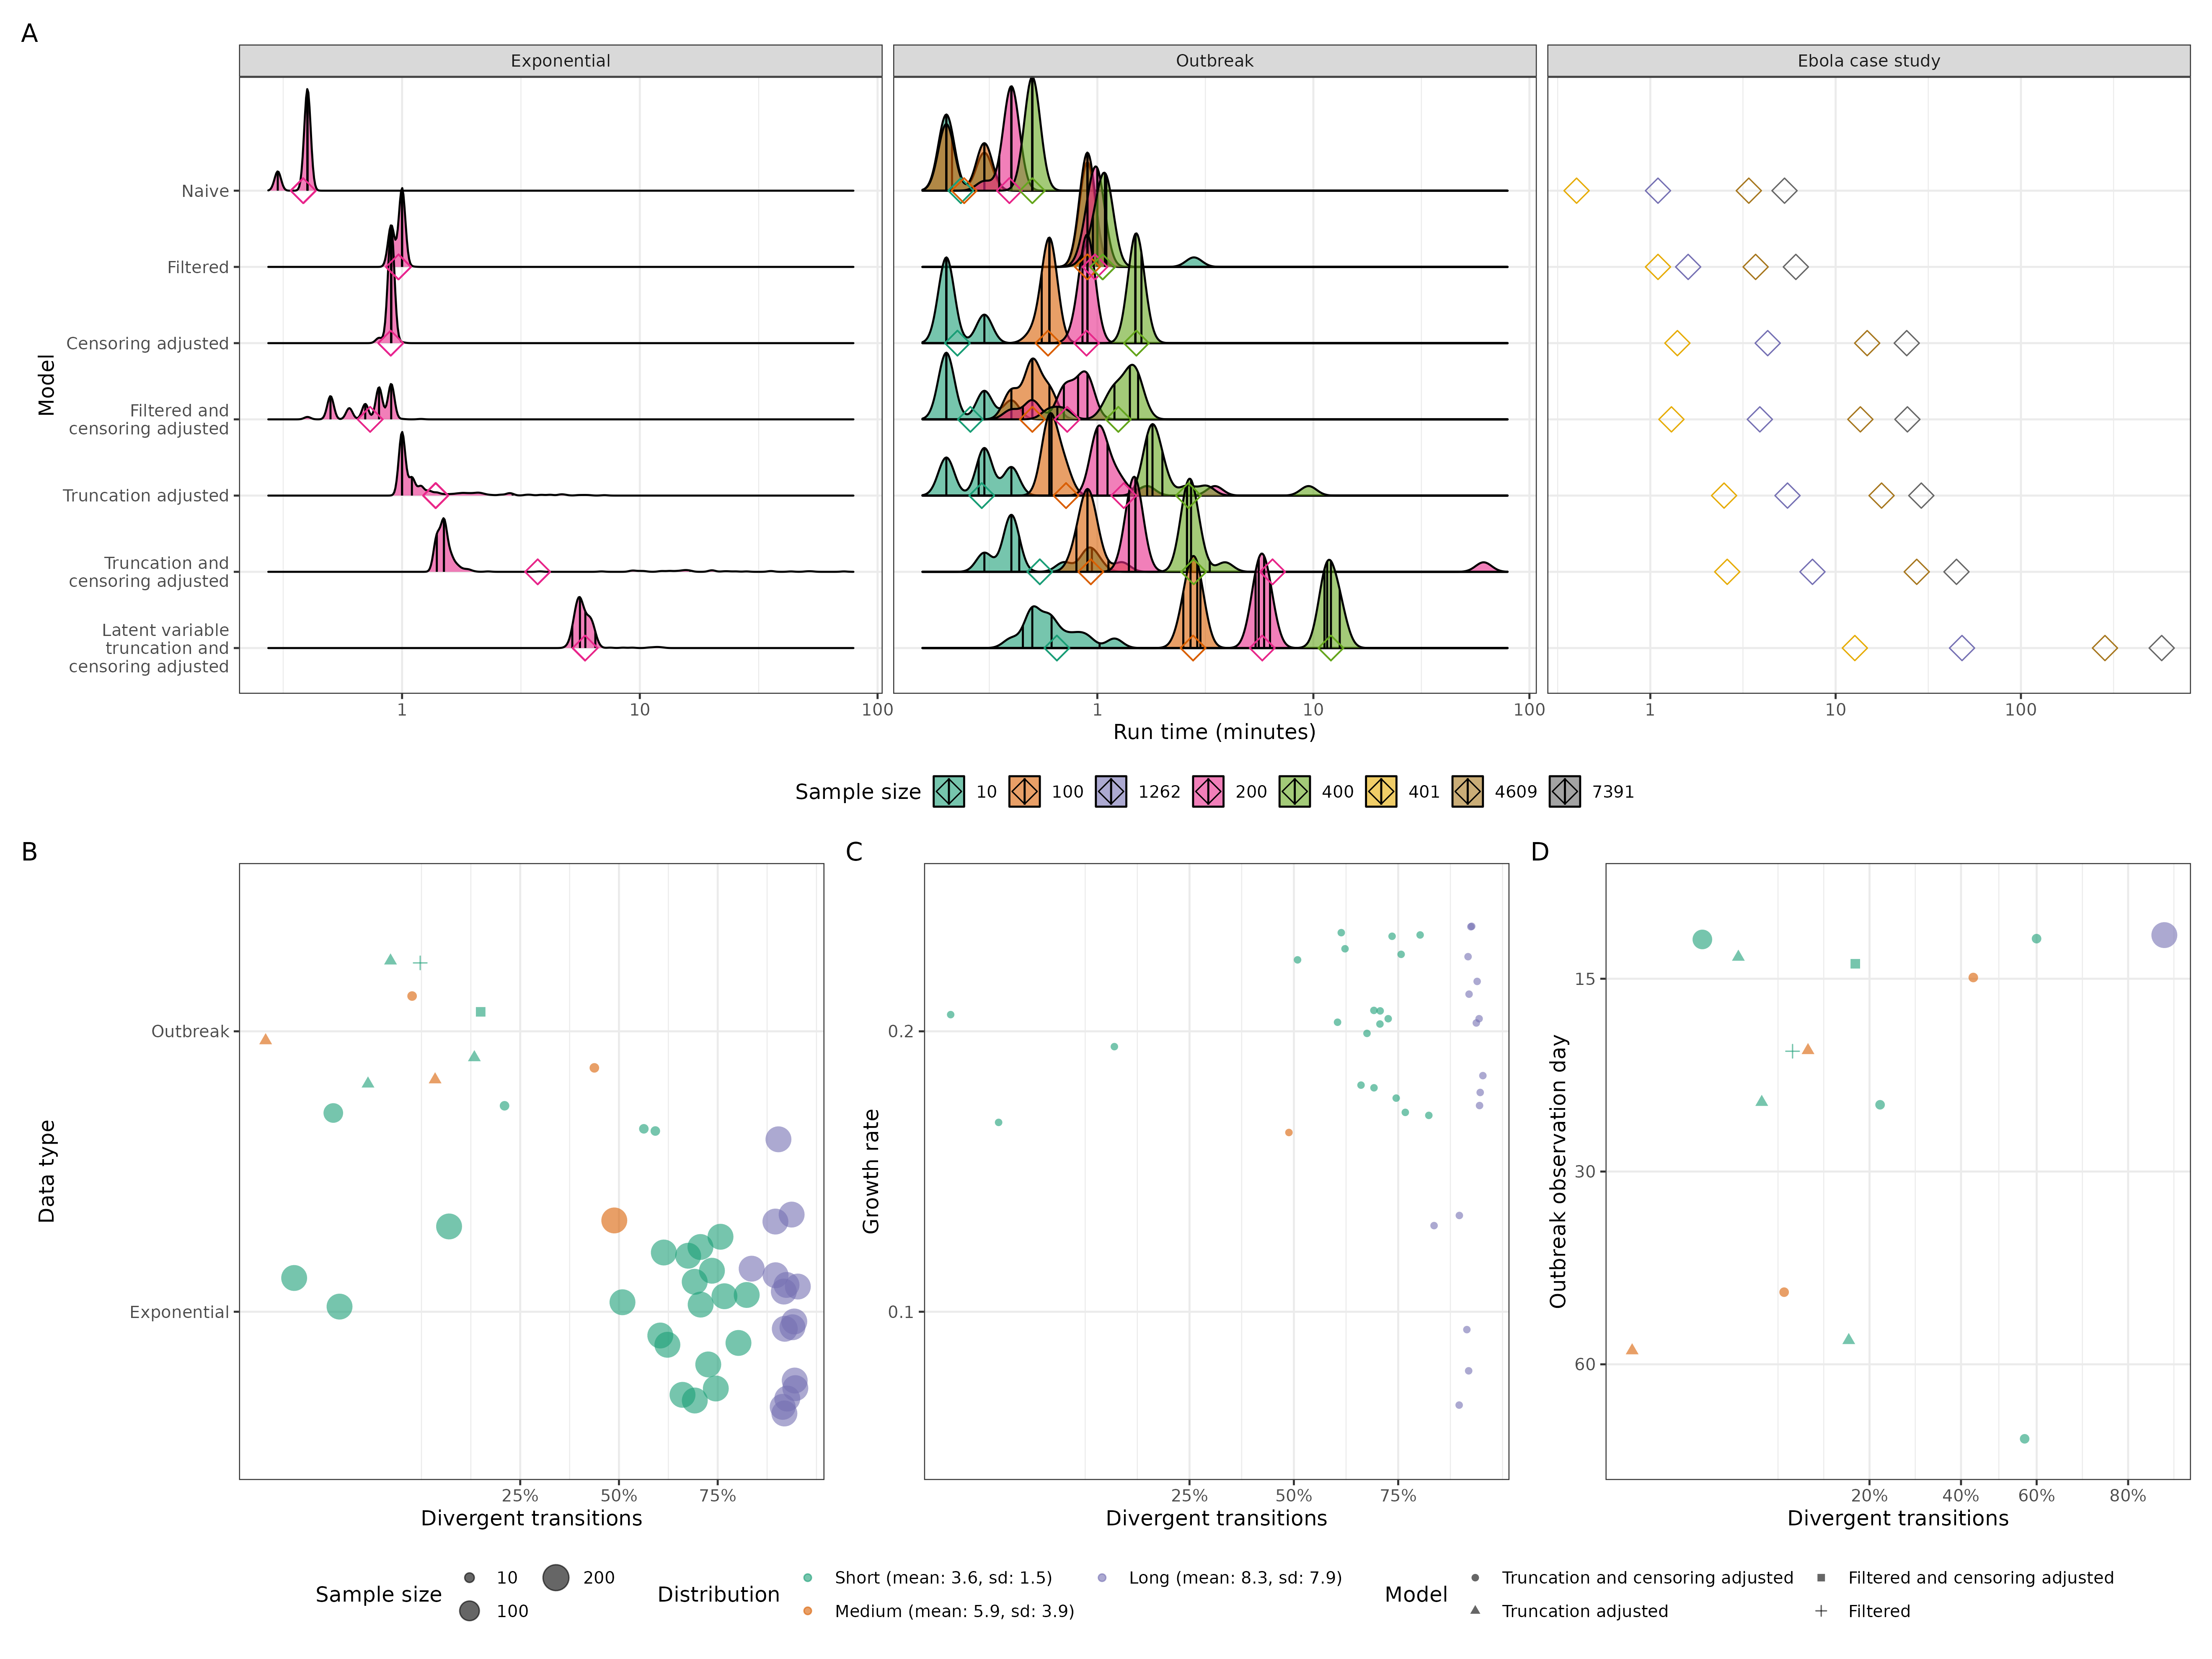 A
Exponential
Outbreak
Ebola case study
Model
Naive
Filtered
Censoring adjusted
Filtered and
censoring adjusted
Truncation adjusted
Truncation and
censoring adjusted
Latent variable
truncation and
censoring adjusted
1 10 100
1 10 100
1 10 100
Run time (minutes)
Sample size 10 100 1262 200 400 401 4609 7391
B
Data type
Outbreak
Exponential
25% 50% 75%
Divergent transitions
C
Growth rate
0.2
0.1
25% 50% 75%
Divergent transitions
D
Outbreak observation day
15
30
60
20% 40% 60% 80%
Divergent transitions
Sample size
10 200
100
Distribution
Short (mean: 3.6, sd: 1.5) Long (mean: 8.3, sd: 7.9)
Medium (mean: 5.9, sd: 3.9)
Model
Truncation and censoring adjusted Filtered and censoring adjusted
Truncation adjusted Filtered